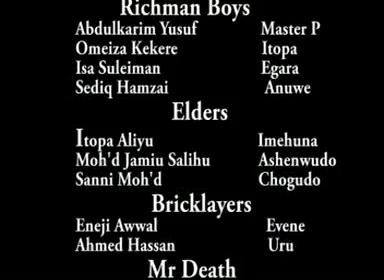 Richman Boys
Abdulkarim Yusuf Master P
Omeiza Kekere Itopa
Isa Suleiman Egara
Sediq Hamzai Anuwe
Elders
Itopa Aliyu Imehuna
Moh'd Jamiu Salihu Ashenwudo
Sanni Moh'd Chogudo
Bricklayers
Eneji Awwal Evene
Ahmed Hassan Uru
Mr Death